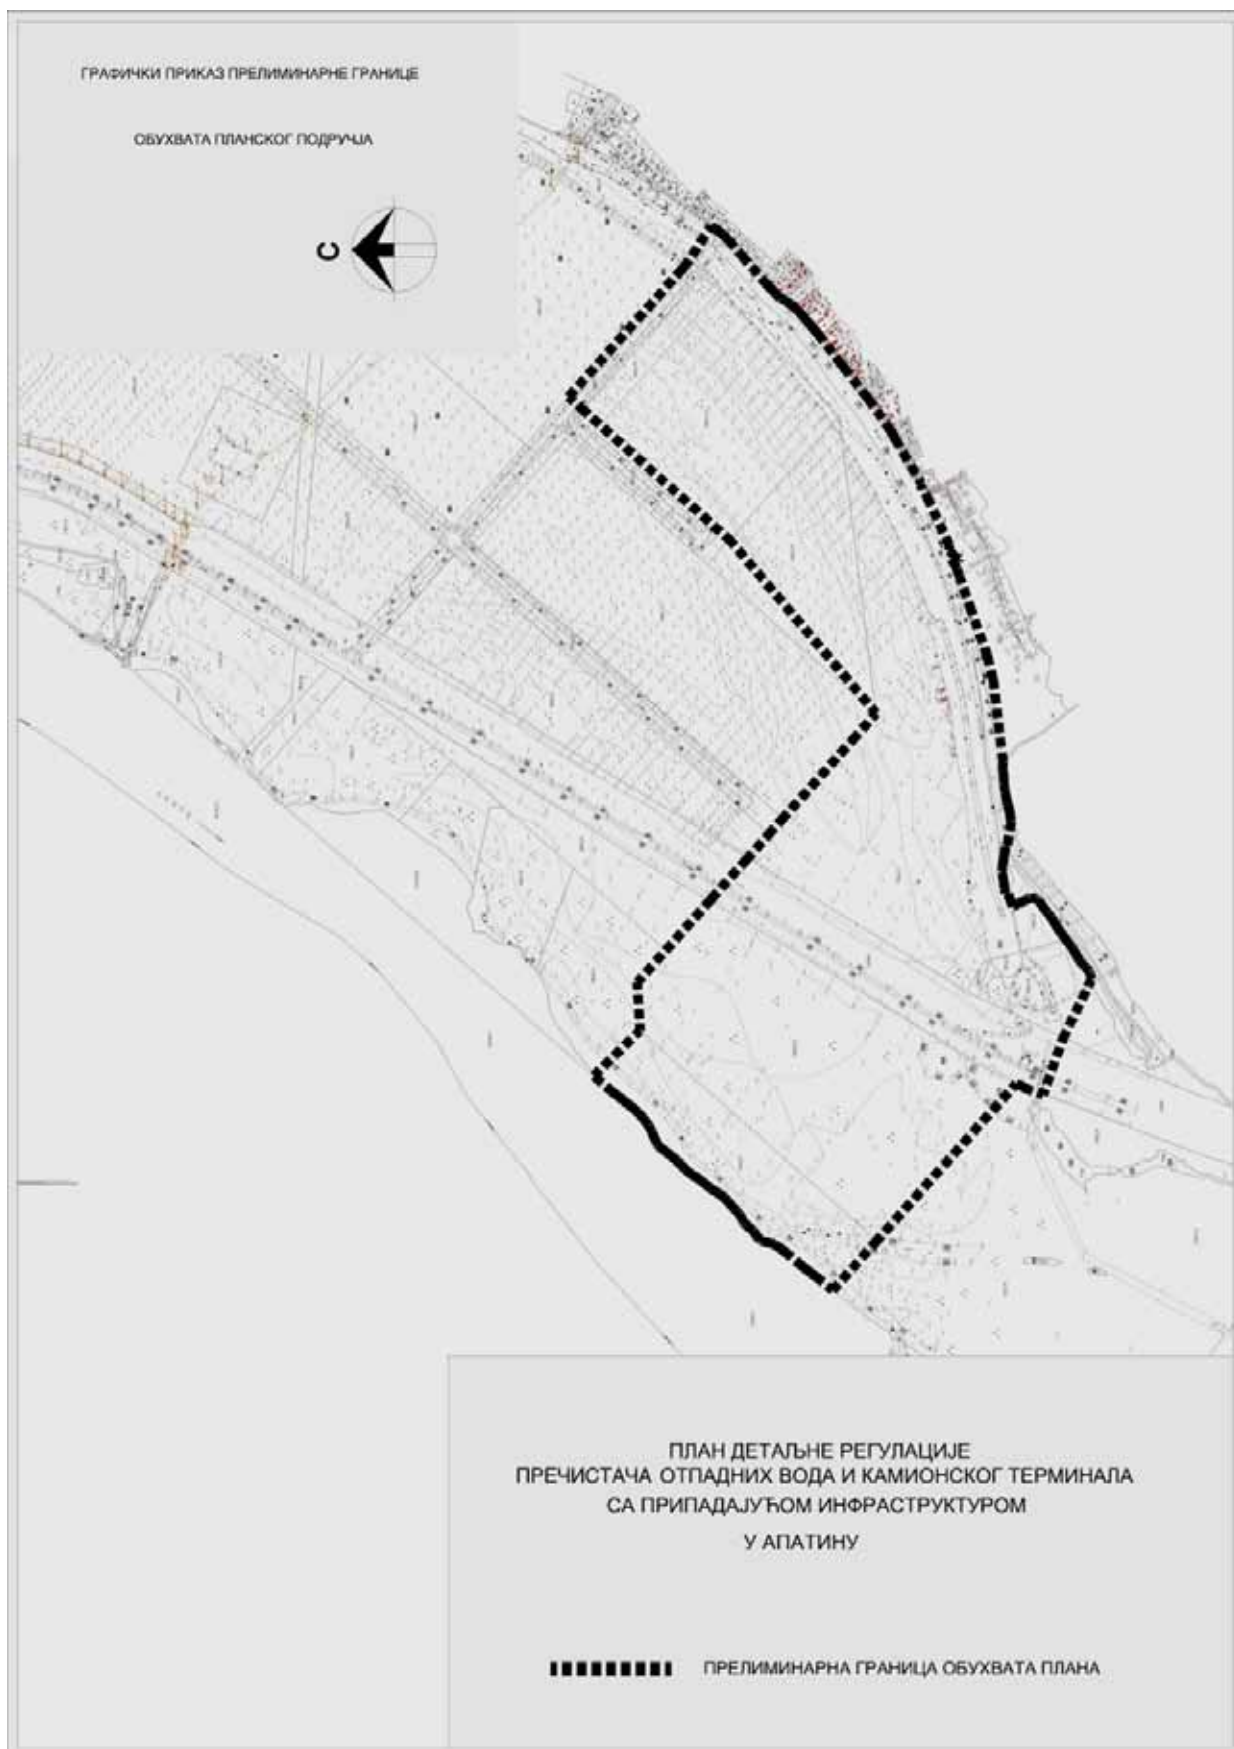 ГРАФИЧКИ ПРИКАЗ ПРЕЛИМИНАРНЕ ГРАНИЦЕ
ОБУХВАТА ПЛАНСКОГ ПОДРУЧЈА
С
ПЛАН ДЕТАЉНЕ РЕГУЛАЦИЈЕ
ПРЕЧИСТАЧА ОТПАДНИХ ВОДА И КАМИОНСКОГ ТЕРМИНАЛА
СА ПРИПАДАЈУЋОМ ИНФРАСТРУКТУРОМ
У АПАТИНУ
ПРЕЛИМИНАРНА ГРАНИЦА ОБУХВАТА ПЛАНА